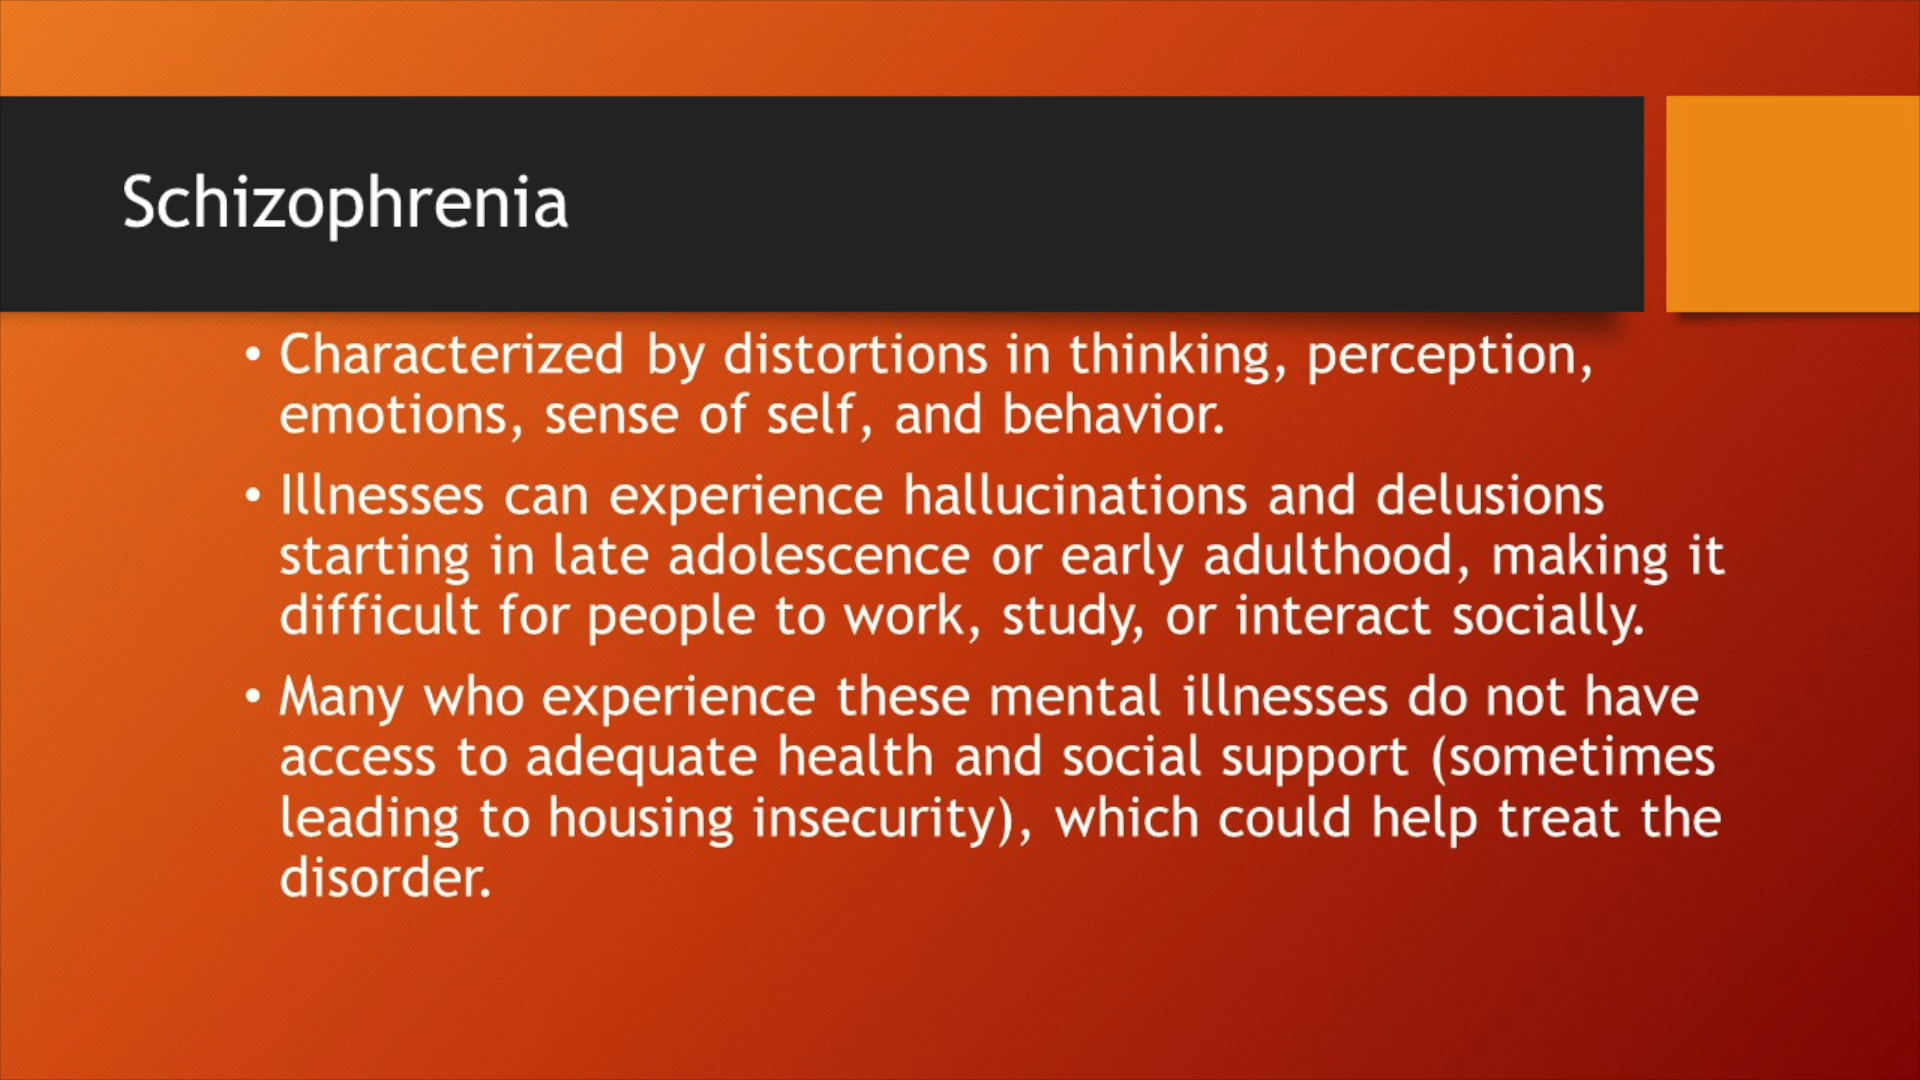 Schizophrenia
• Characterized by distortions in thinking, perception,
emotions, sense of self, and behavior.
• Illnesses can experience hallucinations and delusions
starting in late adolescence or early adulthood, making it
difficult for people to work, study, or interact socially.
• Many who experience these mental illnesses do not have
access to adequate health and social support (sometimes
leading to housing insecurity), which could help treat the
disorder.